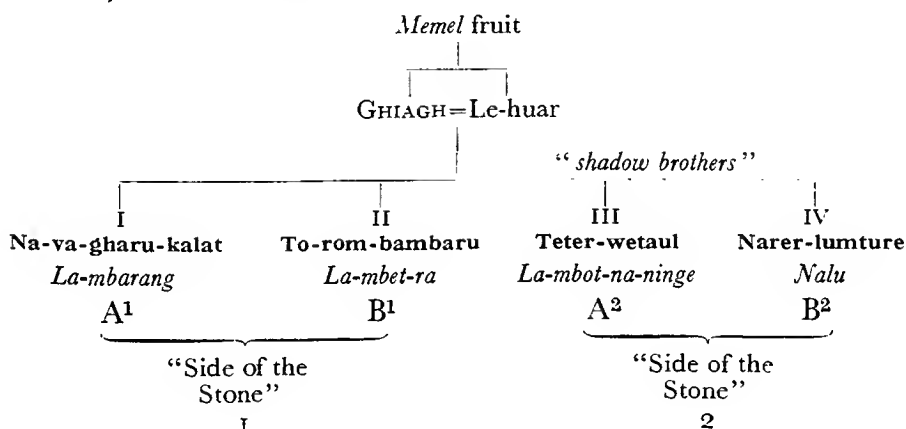 Memel fruit
GHIAGH=Le-huar
"shadow brothers"
I II III IV
Na-va-gharu-kalat To-rom-bambaru Teter-wetaul Narer-lumture
La-mbarang La-mbet-ra La-mbot-na-ninge Nalu
A¹ B¹ A² B²
"Side of the "Side of the
Stone" Stone"
1 2